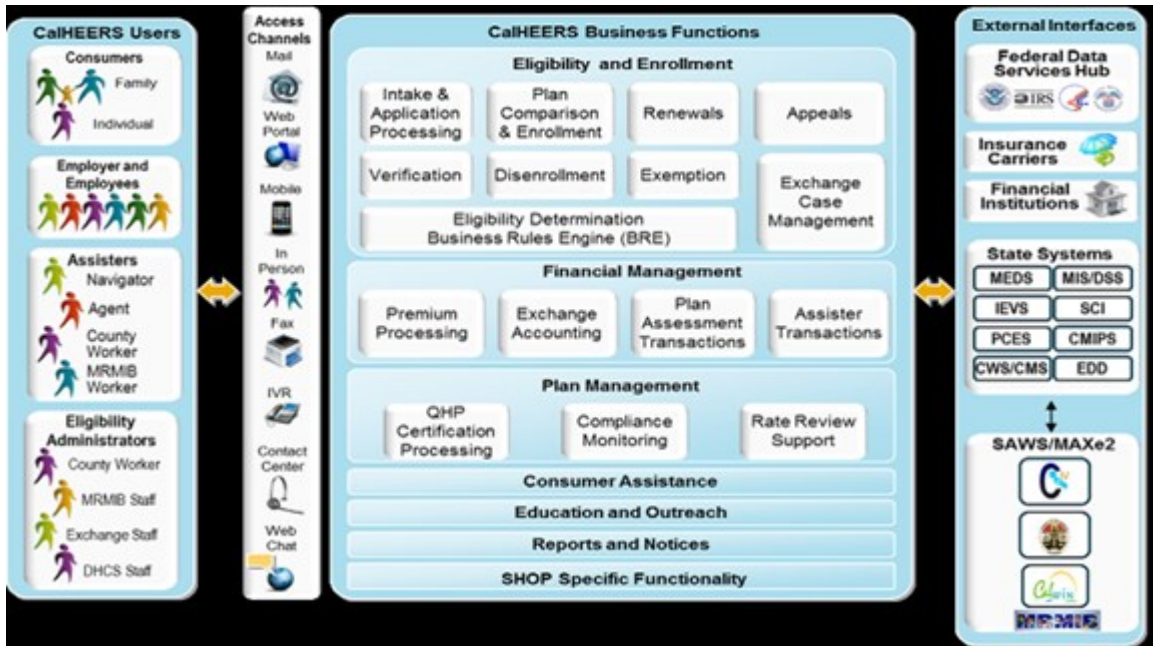 CalHEERS Users
Consumers
Family
Individual
Employer and
Employees
Assisters
Navigator
Agent
County
Worker
MRMIB
Worker
Eligibility
Administrators
County Worker
MRMIB Staff
Exchange Staff
DHCS Staff
Access
Channels
Mail
Web
Portal
Mobile
In
Person
Fax
IVR
Contact
Center
Web
Chat
CalHEERS Business Functions
Eligibility and Enrollment
Intake &
Application
Processing
Plan
Comparison
& Enrollment
Renewals
Appeals
Verification
Disenrollment
Exemption
Exchange
Case
Management
Eligibility Determination
Business Rules Engine (BRE)
Financial Management
Premium
Processing
Exchange
Accounting
Plan
Assessment
Transactions
Assister
Transactions
Plan Management
QHP
Certification
Processing
Compliance
Monitoring
Rate Review
Support
Consumer Assistance
Education and Outreach
Reports and Notices
SHOP Specific Functionality
External Interfaces
Federal Data
Services Hub
IRS
Insurance
Carriers
Financial
Institutions
State Systems
MEDS
MIS/DSS
IEVS
SCI
PCES
CMIPS
CWS/CMS
EDD
SAWS/MAXe2
CalWIN
MRMIB